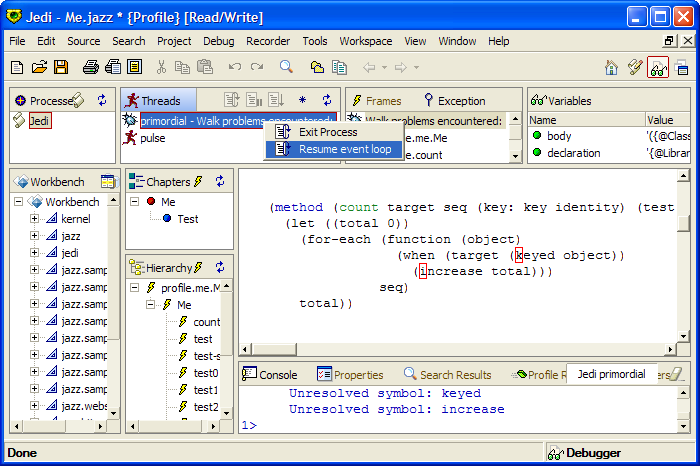 Jedi - Me.jazz * {Profile} [Read/Write]
File Edit Search Project Debug Recorder Tools Workspace View Window Help
Processe
Threads
Frames
Exception
Variables
Jedi
primordial - Walk problems encountered:
pulse
Walk problems encountered:
e.me.Me
e.count
Name Value
body '({@Class
declaration '{@Librar
Exit Process
Resume event loop
Workbench
Workbench
kernel
jazz
jedi
jazz.samp
jazz.samp
jazz.samp
jazz.samp
jazz.samp
jazz.samp
jazz.samp
jazz.webs
Chapters
Me
Test
Hierarchy
profile.me.M
Me
count
test
test-s
test0
test1
test2
(method (count target seq (key: key identity) (test
(let ((total 0))
(for-each (function (object)
(when (target (keyed object))
(increase total)))
seq)
total))
Console
Properties
Search Results
Profile R
Jedi primordial
ers
Unresolved symbol: keyed
Unresolved symbol: increase
1>
Done
Debugger